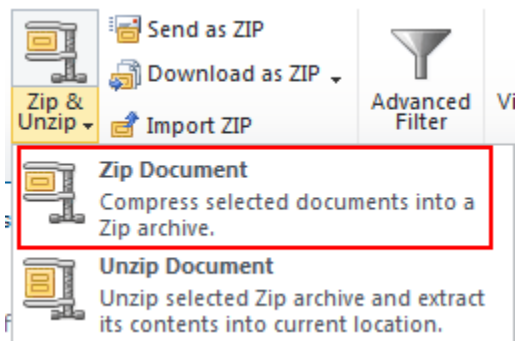 Send as ZIP
Download as ZIP
Zip &
Unzip
Import ZIP
Advanced
Filter
Zip Document
Compress selected documents into a
Zip archive.
Unzip Document
Unzip selected Zip archive and extract
its contents into current location.